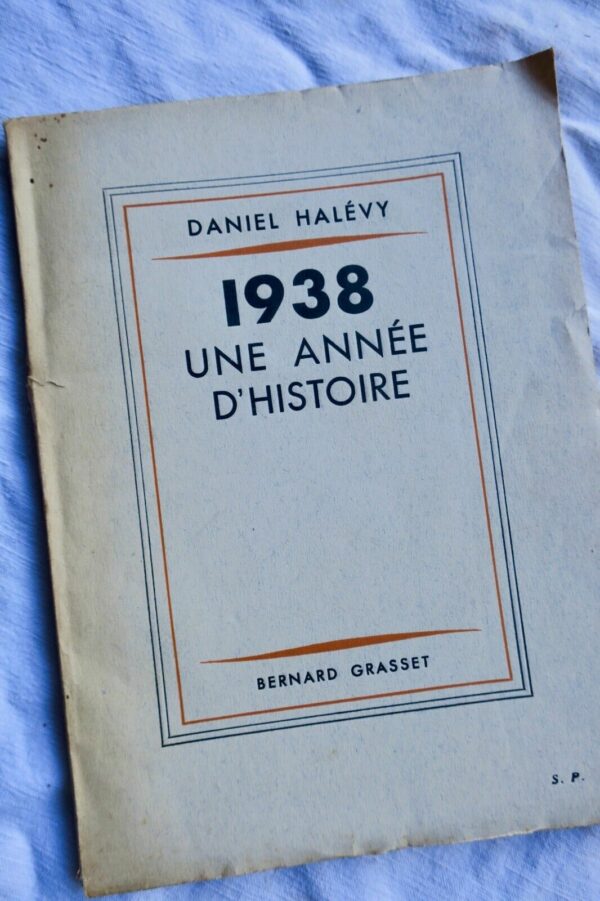 DANIEL HALÉVY
1938
UNE ANNÉE
D'HISTOIRE
BERNARD GRASSET
S. P.